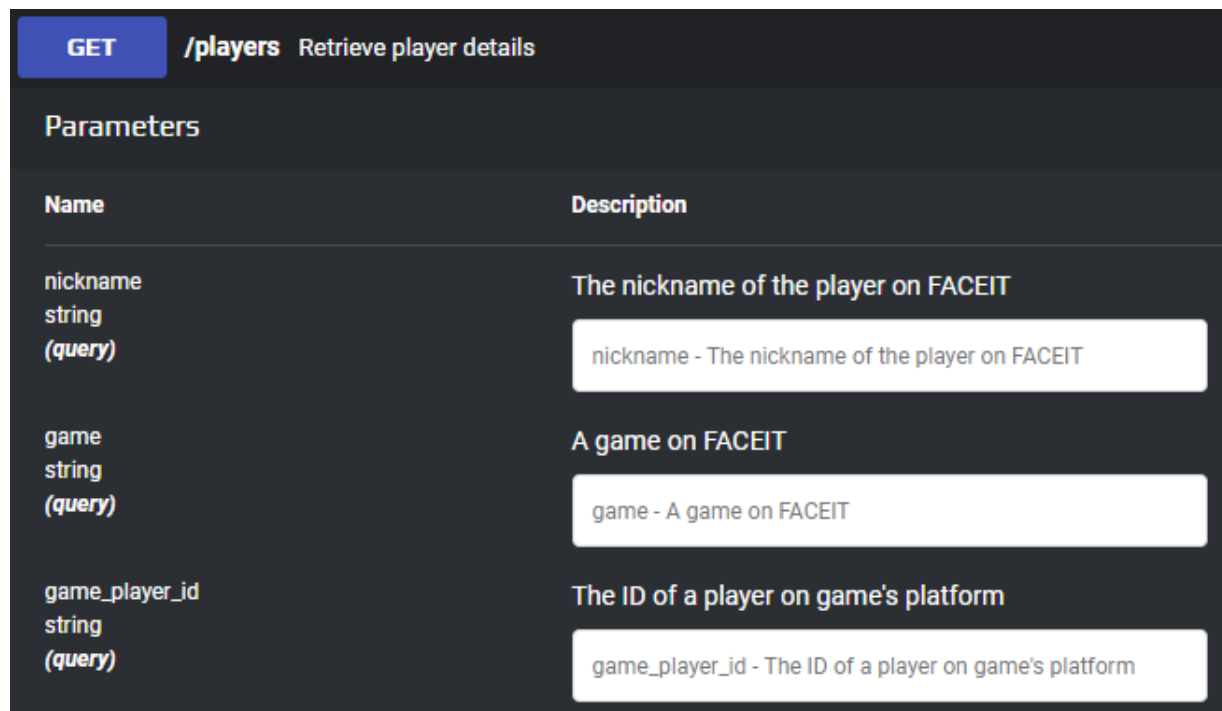 GET /players Retrieve player details
Parameters
Name Description
nickname
string
(query)
The nickname of the player on FACEIT
nickname - The nickname of the player on FACEIT
game
string
(query)
A game on FACEIT
game - A game on FACEIT
game_player_id
string
(query)
The ID of a player on game's platform
game_player_id - The ID of a player on game's platform